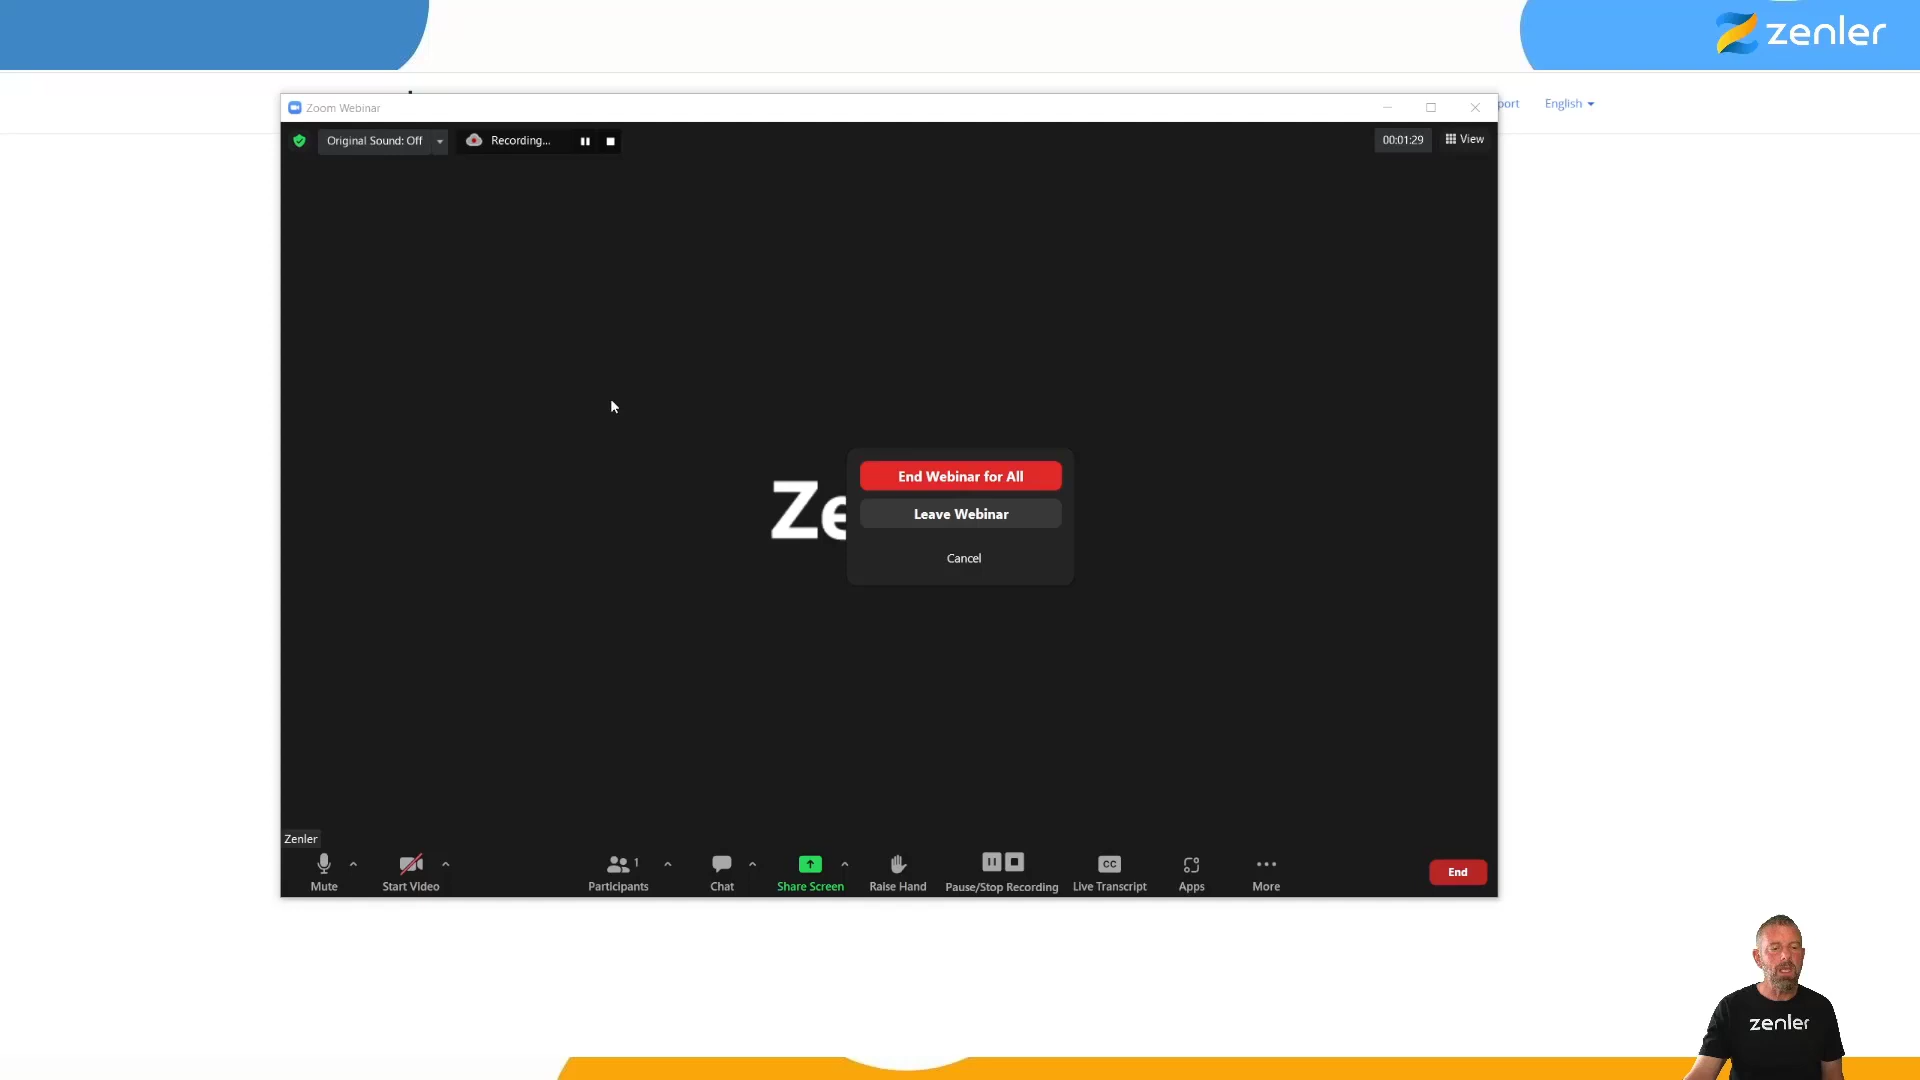 zenler
Zoom Webinar
port
English
Original Sound: Off
Recording...
00:01:29
View
End Webinar for All
Ze
Leave Webinar
Cancel
Zenler
1
CC
Mute
Start Video
Participants
Chat
Share Screen
Raise Hand
Pause/Stop Recording
Live Transcript
Apps
More
End
zenler